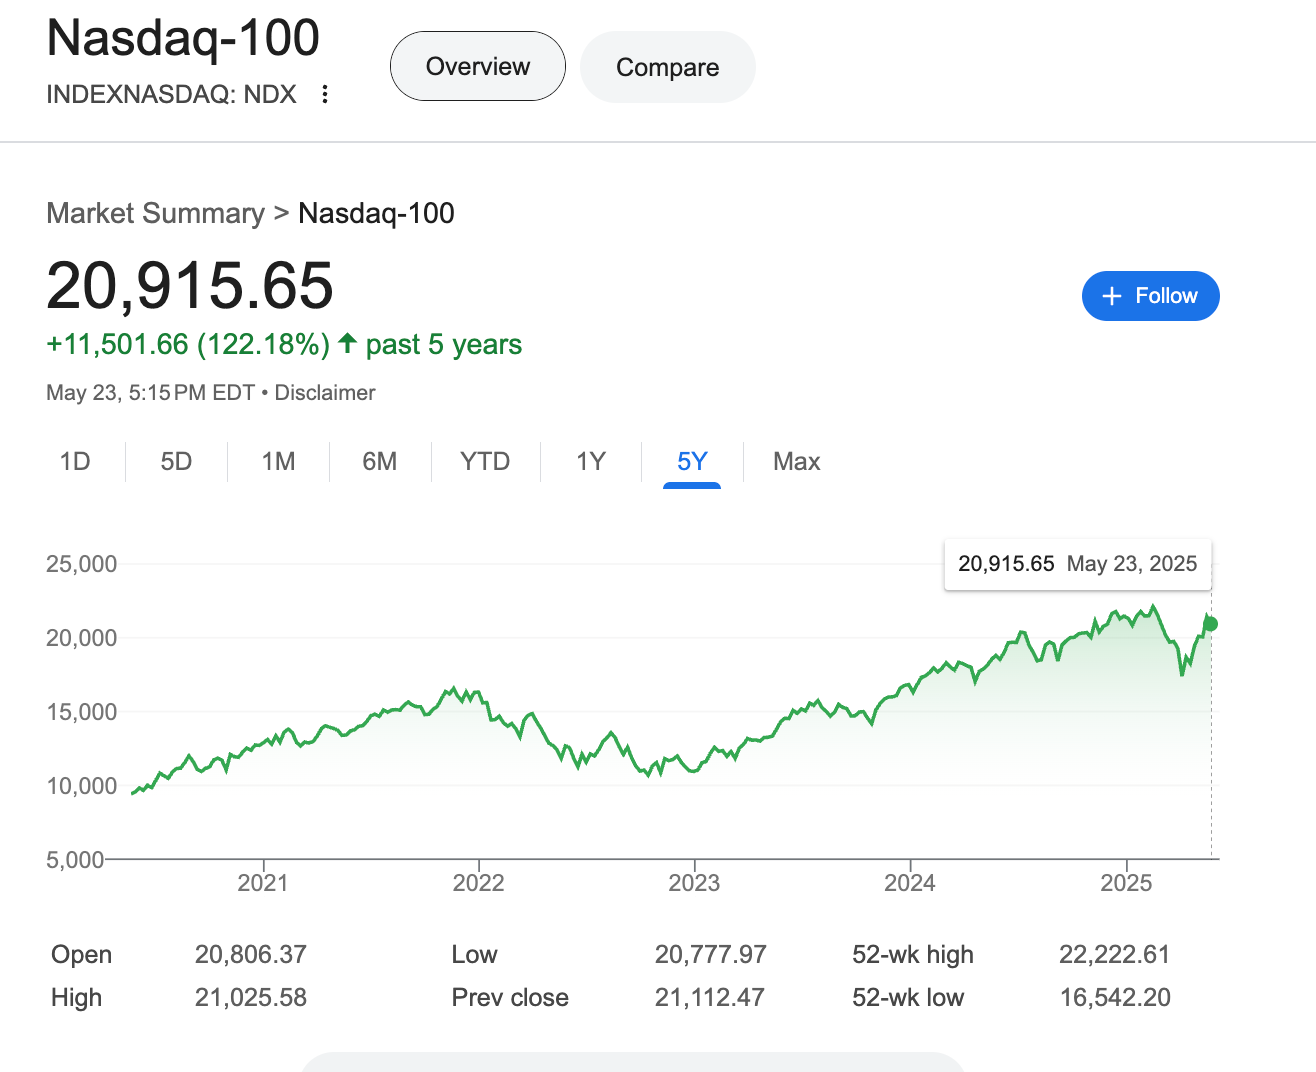 Nasdaq-100
INDEXNASDAQ: NDX
Overview
Compare
Market Summary > Nasdaq-100
20,915.65
+11,501.66 (122.18%) ↑ past 5 years
May 23, 5:15 PM EDT • Disclaimer
+ Follow
1D 5D 1M 6M YTD 1Y 5Y Max
20,915.65 May 23, 2025
25,000
20,000
15,000
10,000
5,000
2021 2022 2023 2024 2025
Open 20,806.37 Low 20,777.97 52-wk high 22,222.61
High 21,025.58 Prev close 21,112.47 52-wk low 16,542.20